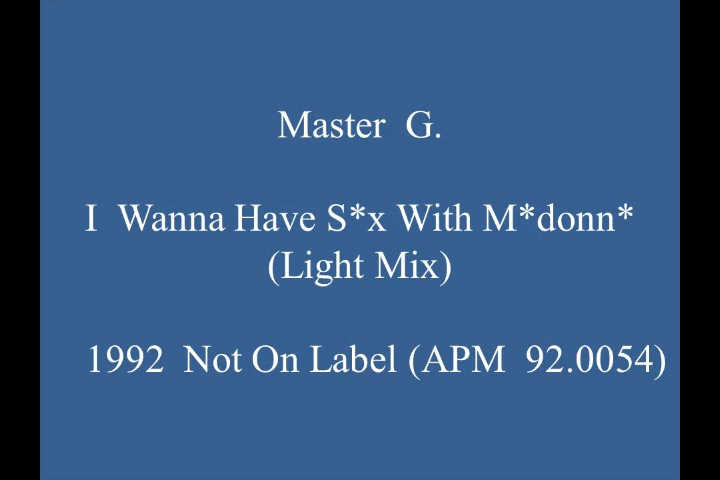 Master G.
I Wanna Have S*x With M*donn*
(Light Mix)
1992 Not On Label (APM 92.0054)